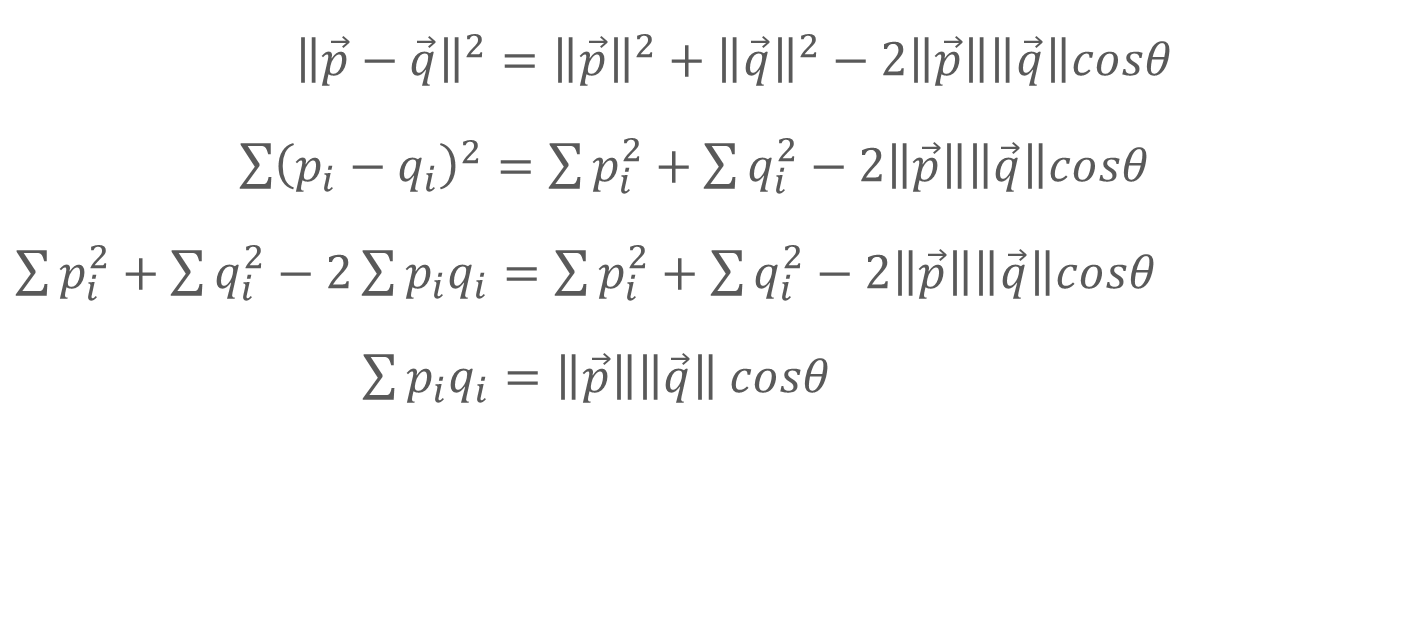 ‖p⃗ − q⃗‖² = ‖p⃗‖² + ‖q⃗‖² − 2‖p⃗‖‖q⃗‖cosθ
∑(pᵢ − qᵢ)² = ∑ pᵢ² + ∑ qᵢ² − 2‖p⃗‖‖q⃗‖cosθ
∑ pᵢ² + ∑ qᵢ² − 2 ∑ pᵢqᵢ = ∑ pᵢ² + ∑ qᵢ² − 2‖p⃗‖‖q⃗‖cosθ
∑ pᵢqᵢ = ‖p⃗‖‖q⃗‖ cosθ